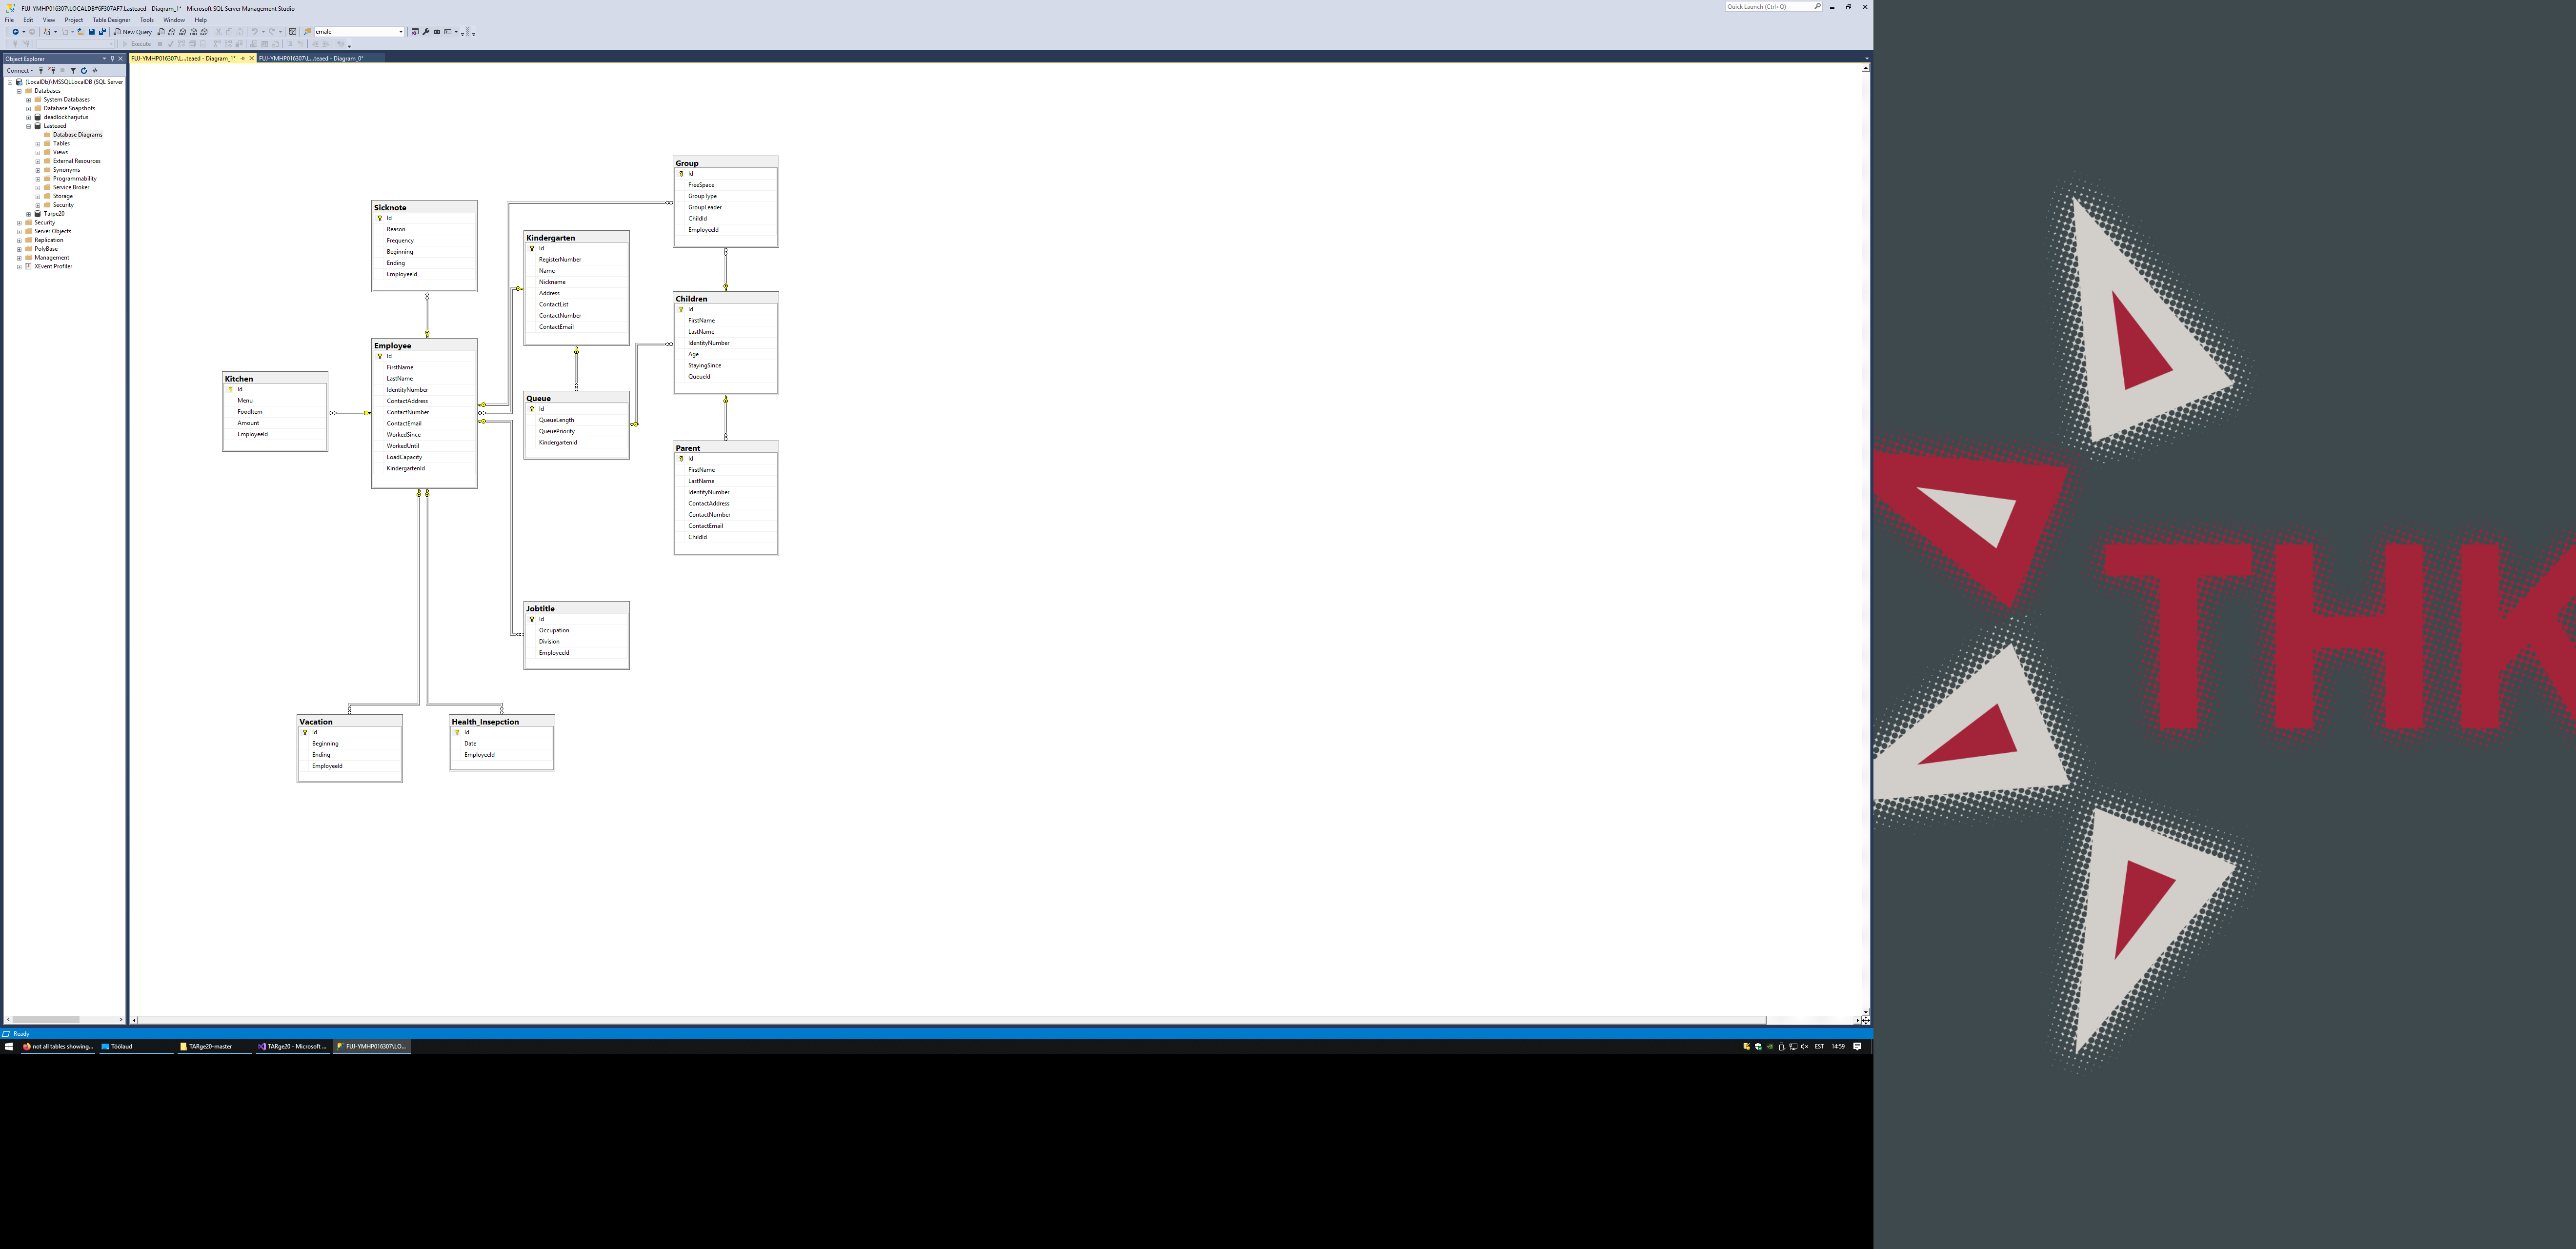 FUJI-YMHP016307\LOCALDB#6F307AF7.Lasteaed - Diagram_1* - Microsoft SQL Server Management Studio
Quick Launch (Ctrl+Q)
File Edit View Project Table Designer Tools Window Help
New Query
emale
Execute
Object Explorer
FUJI-YMHP016307\L...teaed - Diagram_1*
FUJI-YMHP016307\L...teaed - Diagram_0*
Connect
(LocalDb)\MSSQLLocalDB (SQL Server
Databases
System Databases
Database Snapshots
deadlockharjutus
Lasteaed
Database Diagrams
Tables
Views
External Resources
Synonyms
Programmability
Service Broker
Storage
Security
Tarpe20
Security
Server Objects
Replication
PolyBase
Management
XEvent Profiler
Group
Id
FreeSpace
GroupType
GroupLeader
ChildId
EmployeeId
Sicknote
Id
Reason
Frequency
Beginning
Ending
EmployeeId
Kindergarten
Id
RegisterNumber
Name
Nickname
Address
ContactList
ContactNumber
ContactEmail
Children
Id
FirstName
LastName
IdentityNumber
Age
StayingSince
QueueId
Employee
Id
FirstName
LastName
IdentityNumber
ContactAddress
ContactNumber
ContactEmail
WorkedSince
WorkedUntil
LoadCapacity
KindergartenId
Kitchen
Id
Menu
FoodItem
Amount
EmployeeId
Queue
Id
QueueLength
QueuePriority
KindergartenId
Parent
Id
FirstName
LastName
IdentityNumber
ContactAddress
ContactNumber
ContactEmail
ChildId
Jobtitle
Id
Occupation
Division
EmployeeId
Vacation
Id
Beginning
Ending
EmployeeId
Health_Insepction
Id
Date
EmployeeId
THK
Ready
not all tables showing...
Töölaud
TARge20-master
TARge20 - Microsoft ...
FUJI-YMHP016307\LO...
EST
14:59